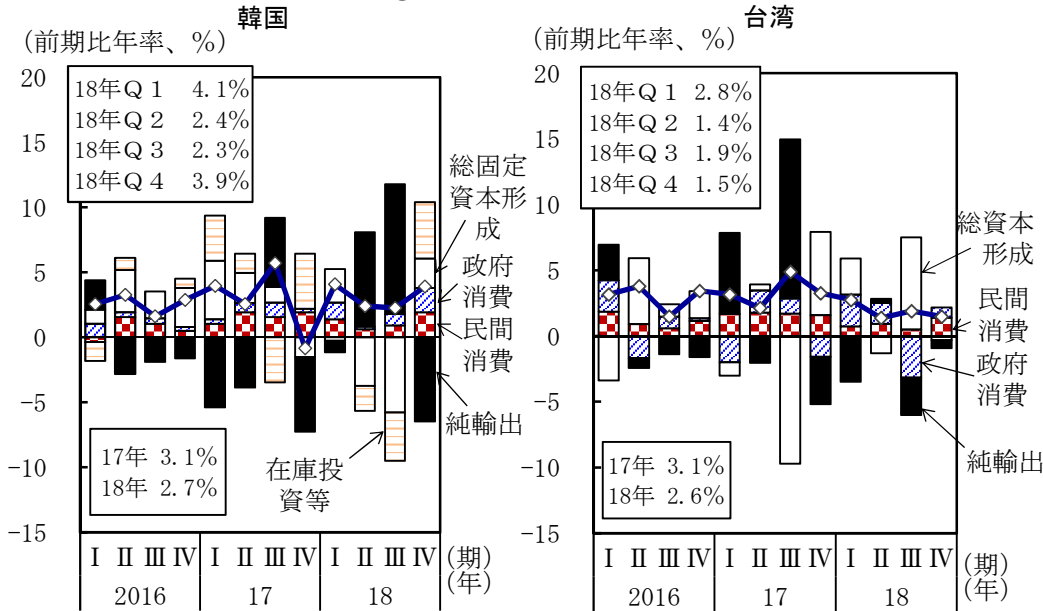 韓国
(前期比年率、%)
20
15
10
5
0
−5
−10
−15
18年Q1 4.1%
18年Q2 2.4%
18年Q3 2.3%
18年Q4 3.9%
総固定
資本形
成
政府
消費
民間
消費
純輸出
在庫投
資等
17年 3.1%
18年 2.7%
Ⅰ Ⅱ Ⅲ Ⅳ Ⅰ Ⅱ Ⅲ Ⅳ Ⅰ Ⅱ Ⅲ Ⅳ (期)
2016 17 18 (年)
台湾
(前期比年率、%)
20
15
10
5
0
−5
−10
−15
18年Q1 2.8%
18年Q2 1.4%
18年Q3 1.9%
18年Q4 1.5%
総資本
形成
民間
消費
政府
消費
純輸出
17年 3.1%
18年 2.6%
Ⅰ Ⅱ Ⅲ Ⅳ Ⅰ Ⅱ Ⅲ Ⅳ Ⅰ Ⅱ Ⅲ Ⅳ (期)
2016 17 18 (年)